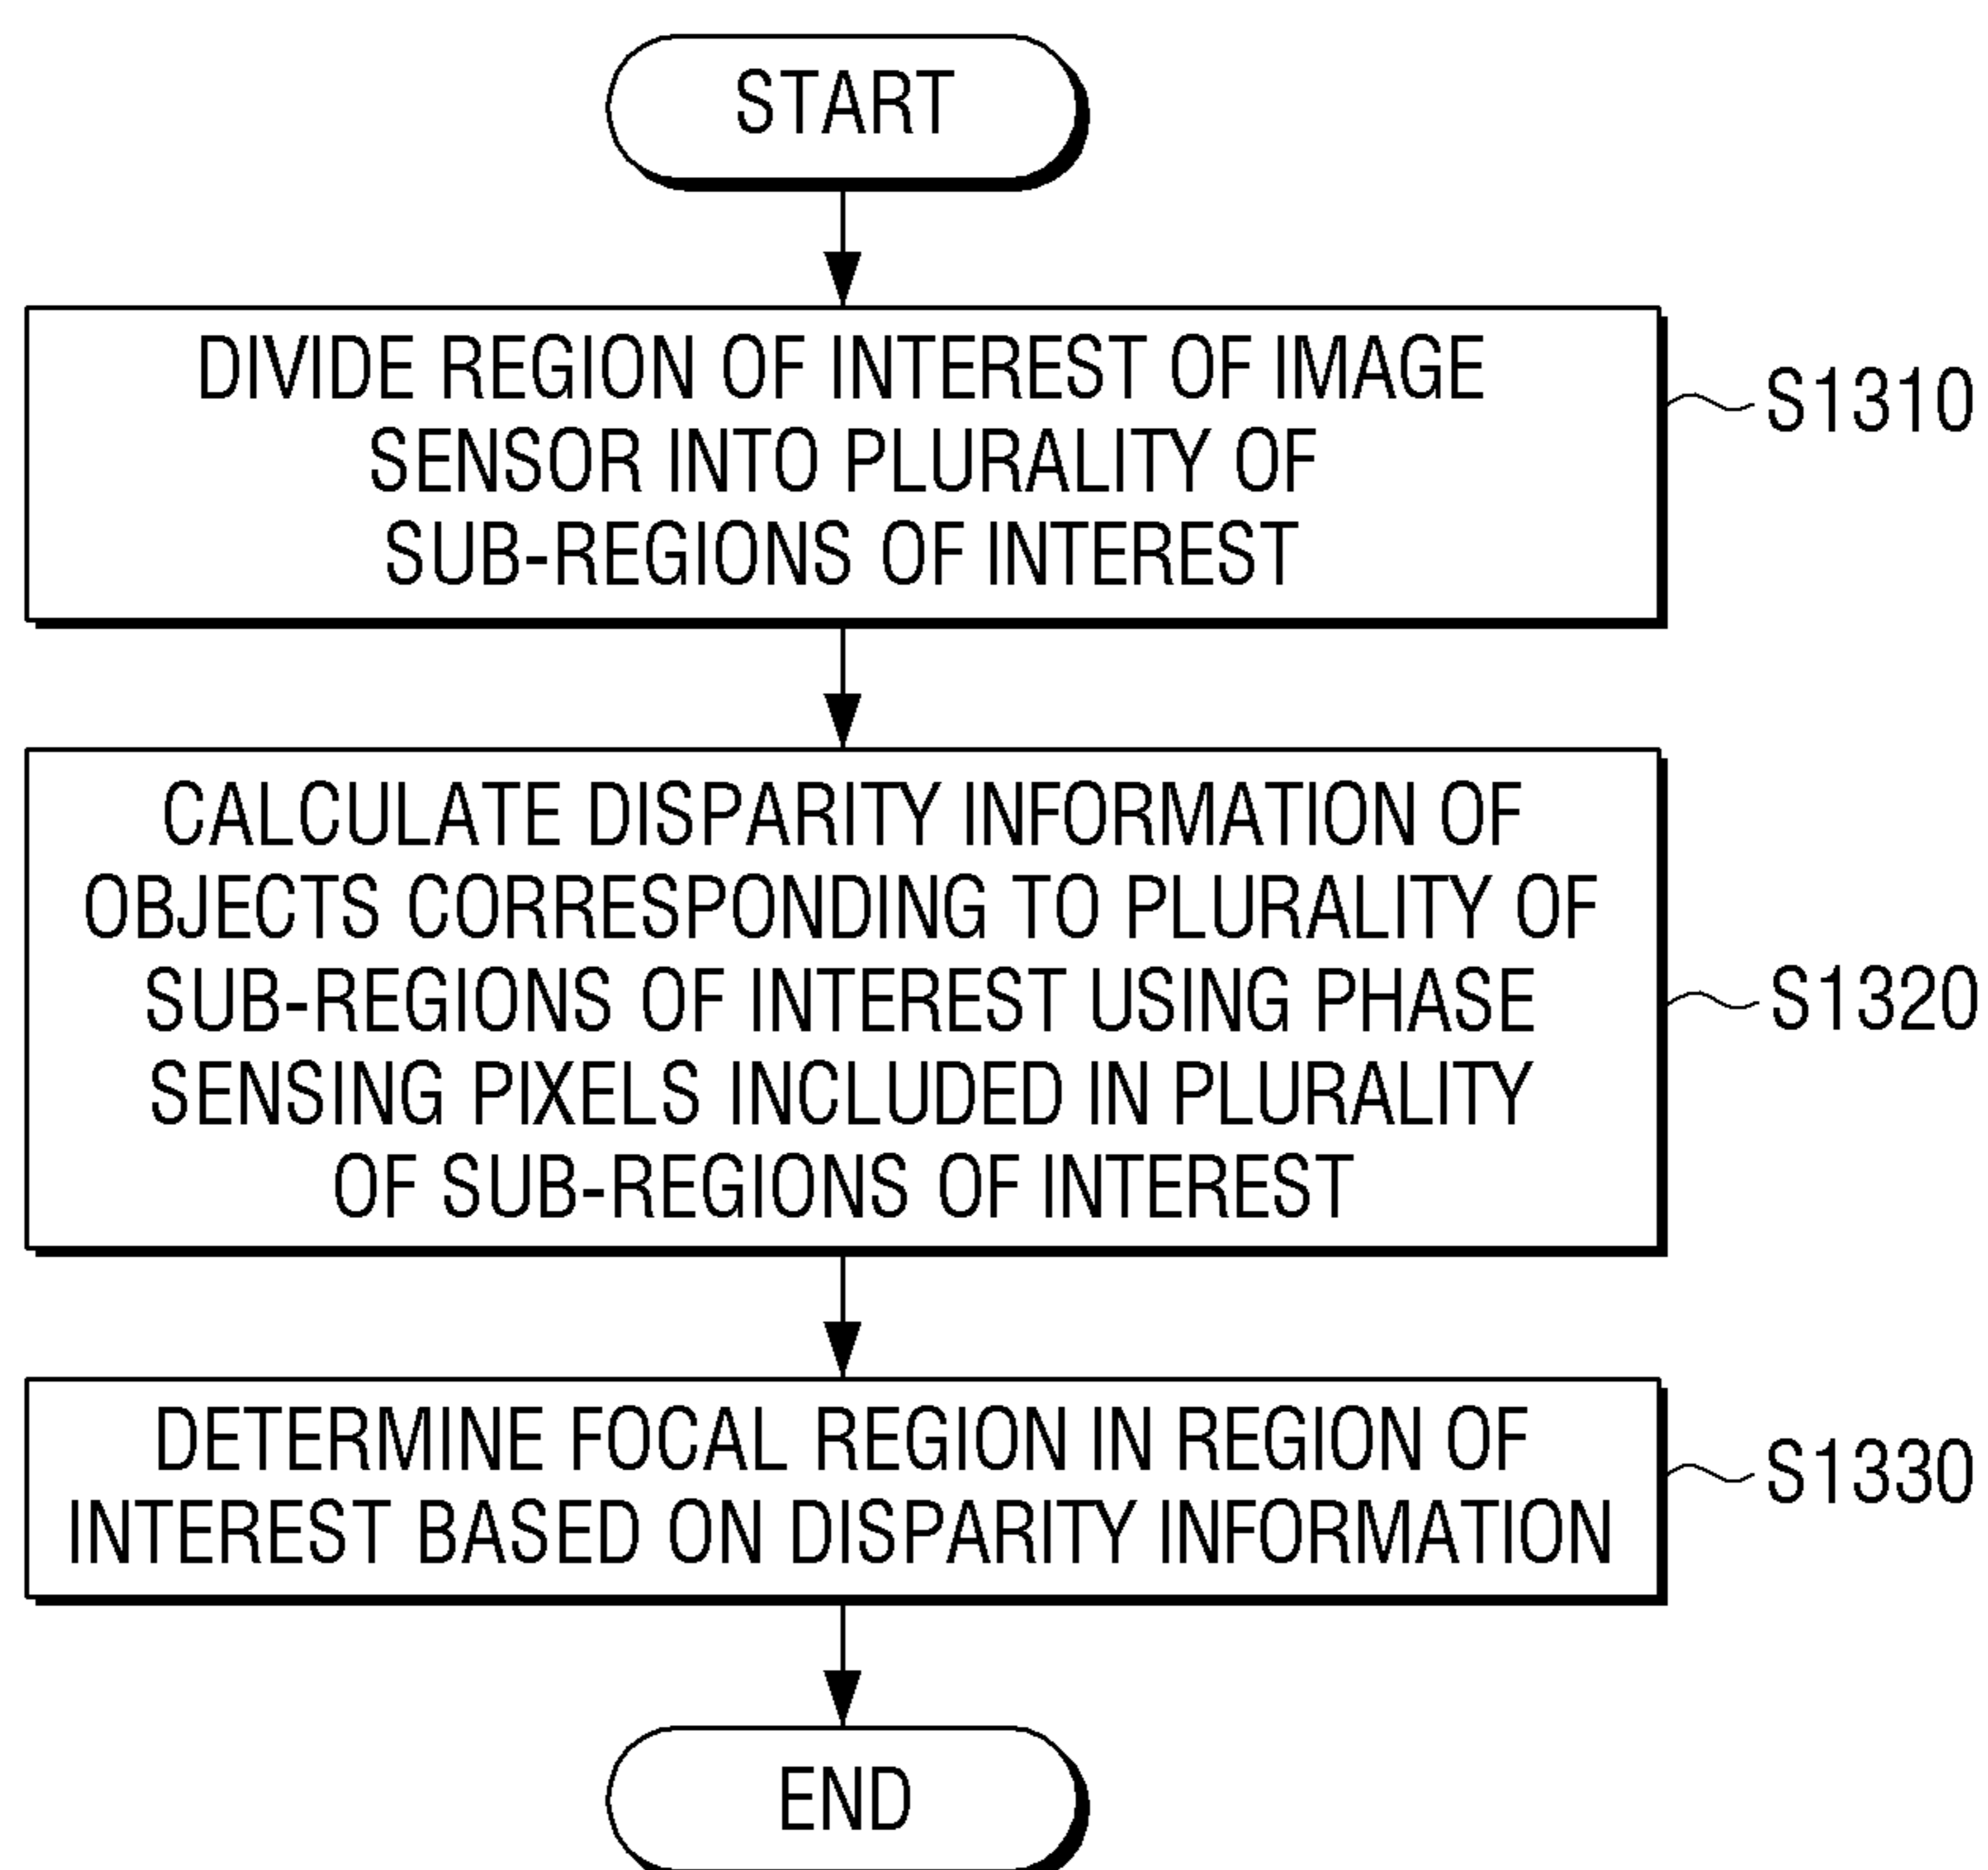 START
DIVIDE REGION OF INTEREST OF IMAGE
SENSOR INTO PLURALITY OF
SUB-REGIONS OF INTEREST
S1310
CALCULATE DISPARITY INFORMATION OF
OBJECTS CORRESPONDING TO PLURALITY OF
SUB-REGIONS OF INTEREST USING PHASE
SENSING PIXELS INCLUDED IN PLURALITY
OF SUB-REGIONS OF INTEREST
S1320
DETERMINE FOCAL REGION IN REGION OF
INTEREST BASED ON DISPARITY INFORMATION
S1330
END